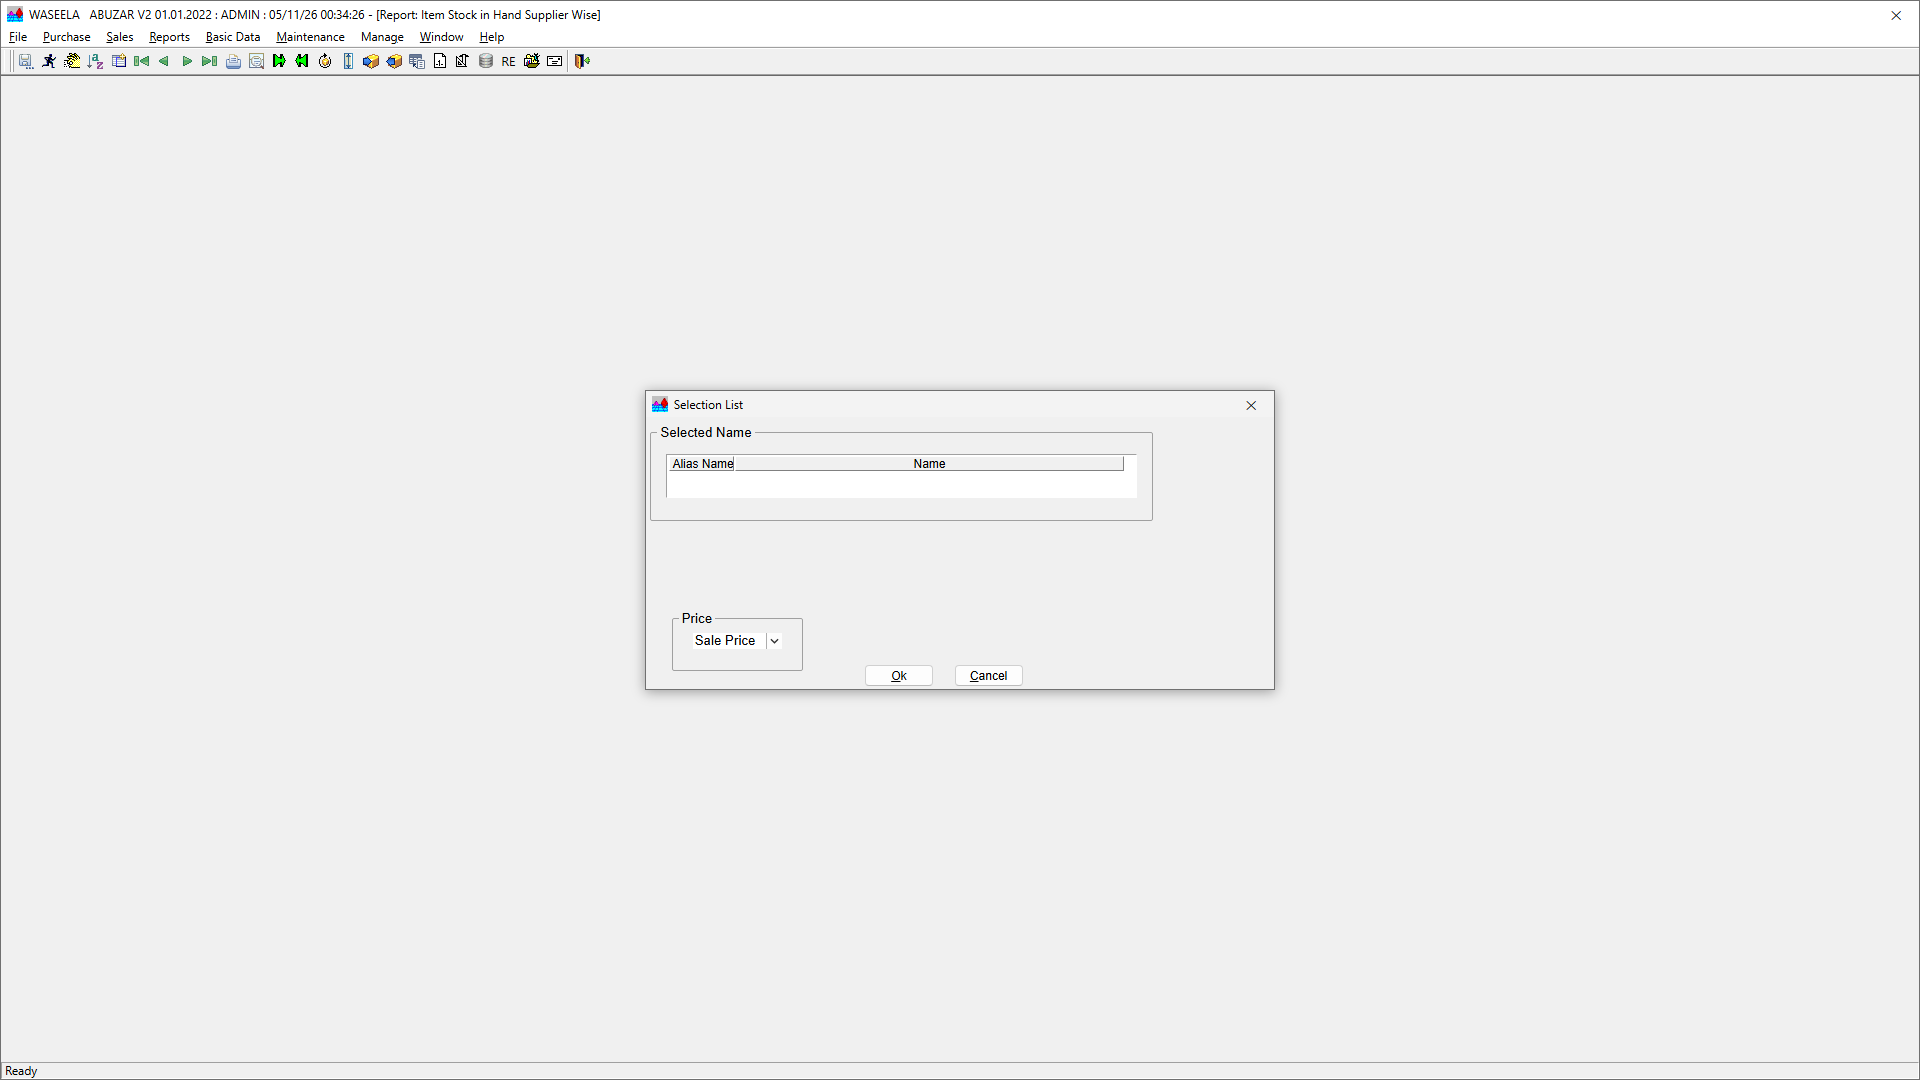 WASEELA ABUZAR V2 01.01.2022 : ADMIN : 05/11/26 00:34:26 - [Report: Item Stock in Hand Supplier Wise]
File Purchase Sales Reports Basic Data Maintenance Manage Window Help
RE
Selection List
Selected Name
Alias Name Name
Price
Sale Price
Ok Cancel
Ready